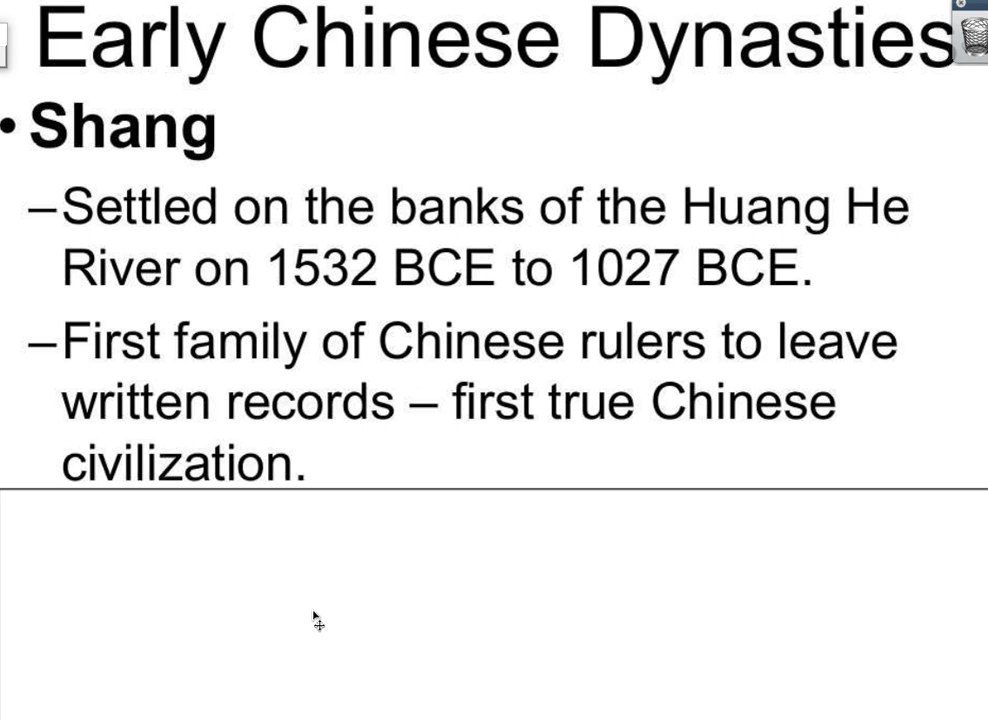 Early Chinese Dynasties
• Shang
–Settled on the banks of the Huang He
River on 1532 BCE to 1027 BCE.
–First family of Chinese rulers to leave
written records – first true Chinese
civilization.